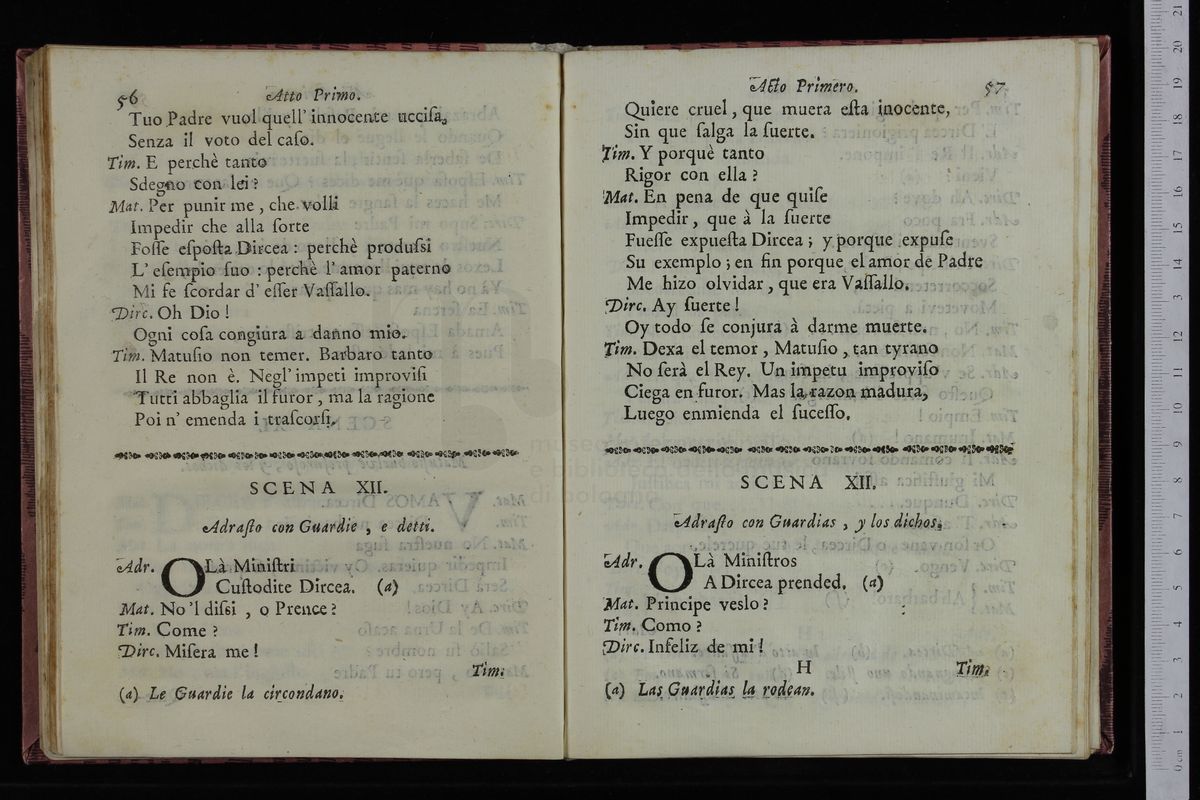 56 Atto Primo.
Tuo Padre vuol quell' innocente uccisa,
Senza il voto del caso.
Tim. E perchè tanto
Sdegno con lei?
Mat. Per punir me, che volli
Impedir che alla sorte
Fosse esposta Dircea: perchè produssi
L' esempio suo: perchè l' amor paterno
Mi fe scordar d' esser Vassallo.
Dirc. Oh Dio!
Ogni cosa congiura a danno mio.
Tim. Matusio non temer. Barbaro tanto
Il Re non è. Negl' impeti improvisi
Tutti abbaglia il furor, ma la ragione
Poi n' emenda i trascorsi.
SCENA XII.
Adrasto con Guardie, e detti.
Adr. OLà Ministri
Custodite Dircea. (a)
Mat. No 'l dissi, o Prence?
Tim. Come?
Dirc. Misera me!
Tim.
(a) Le Guardie la circondano.
Acto Primero. 57
Quiere cruel, que muera esta inocente,
Sin que salga la suerte.
Tim. Y porquè tanto
Rigor con ella?
Mat. En pena de que quise
Impedir, que à la suerte
Fuesse expuesta Dircea; y porque expuse
Su exemplo; en fin porque el amor de Padre
Me hizo olvidar, que era Vassallo.
Dirc. Ay suerte!
Oy todo se conjura à darme muerte.
Tim. Dexa el temor, Matusio, tan tyrano
No serà el Rey. Un impetu improviso
Ciega en furor. Mas la razon madura,
Luego enmienda el sucesso.
SCENA XII.
Adrasto con Guardias, y los dichos.
Adr. OLà Ministros
A Dircea prended. (a)
Mat. Principe veslo?
Tim. Como?
Dirc. Infeliz de mi!
H Tim.
(a) Las Guardias la rodean.